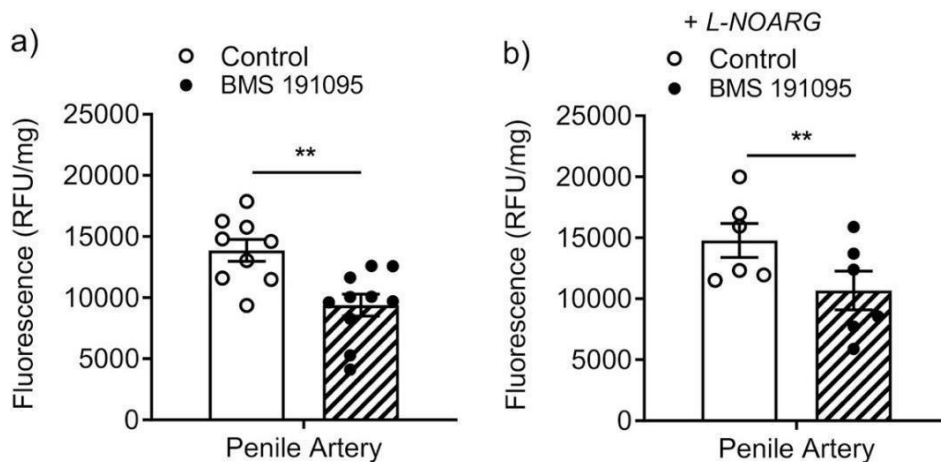 a)
Control
BMS 191095
Fluorescence (RFU/mg)
25000
20000
15000
10000
5000
0
**
Penile Artery
b)
+ L-NOARG
Control
BMS 191095
Fluorescence (RFU/mg)
25000
20000
15000
10000
5000
0
**
Penile Artery